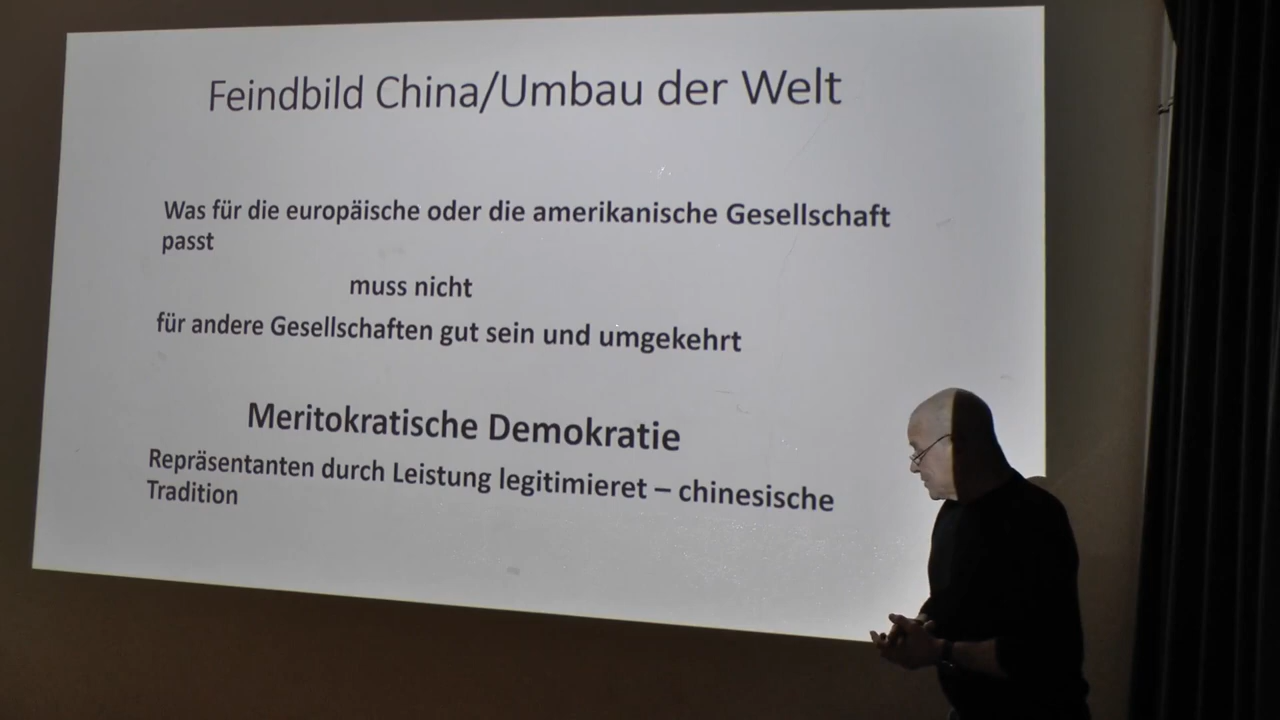 Feindbild China/Umbau der Welt
Was für die europäische oder die amerikanische Gesellschaft
passt
muss nicht
für andere Gesellschaften gut sein und umgekehrt
Meritokratische Demokratie
Repräsentanten durch Leistung legitimieret – chinesische
Tradition